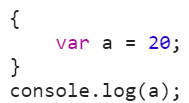 {
    var a = 20;
}
console.log(a);